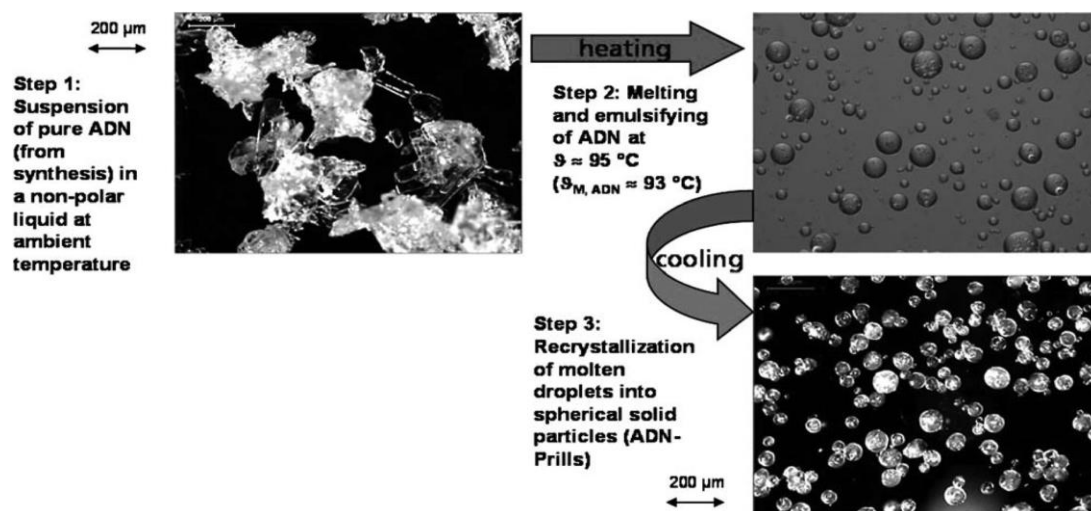 200 µm
200 µm
Step 1:
Suspension
of pure ADN
(from
synthesis) in
a non-polar
liquid at
ambient
temperature
heating
Step 2: Melting
and emulsifying
of ADN at
ϑ ≈ 95 °C
(ϑM, ADN ≈ 93 °C)
cooling
Step 3:
Recrystallization
of molten
droplets into
spherical solid
particles (ADN-
Prills)
200 µm